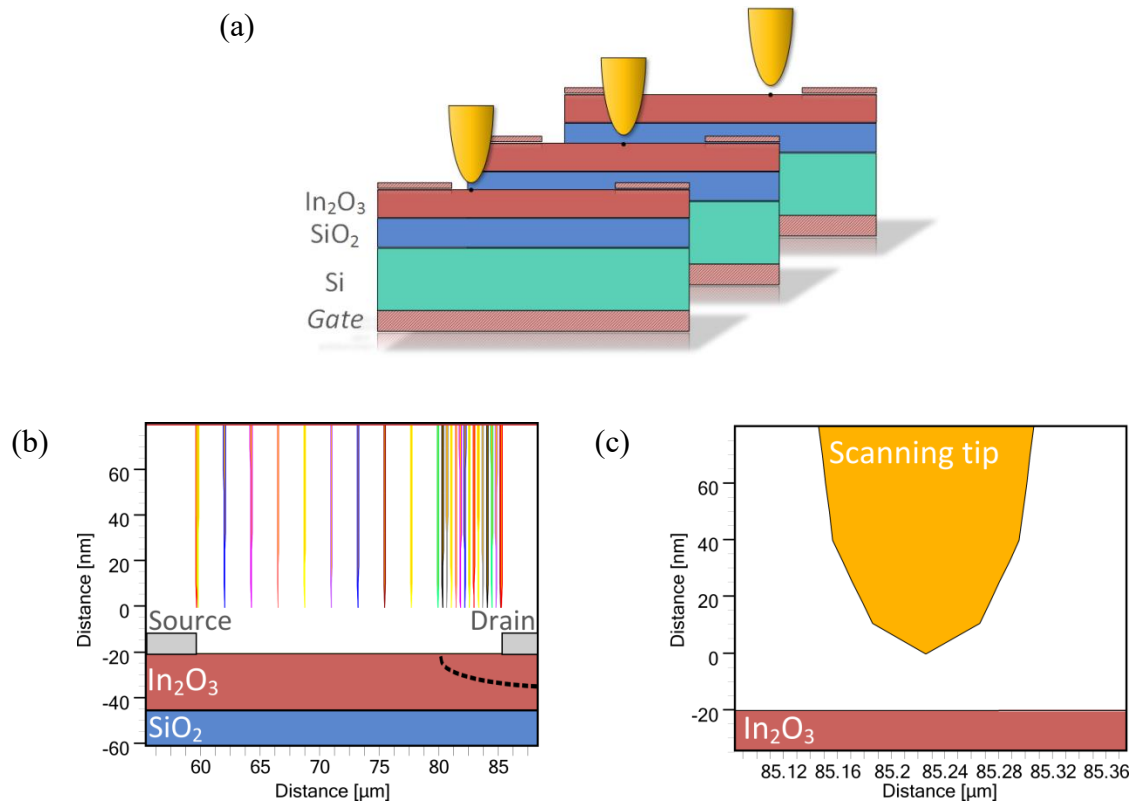 (a)
In₂O₃
SiO₂
Si
Gate
(b)
Distance [nm]
60
40
20
0
-20
-40
-60
Source
Drain
In₂O₃
SiO₂
60
65
70
75
80
85
Distance [μm]
(c)
Distance [nm]
60
40
20
0
-20
Scanning tip
In₂O₃
85.12 85.16 85.2 85.24 85.28 85.32 85.36
Distance [μm]